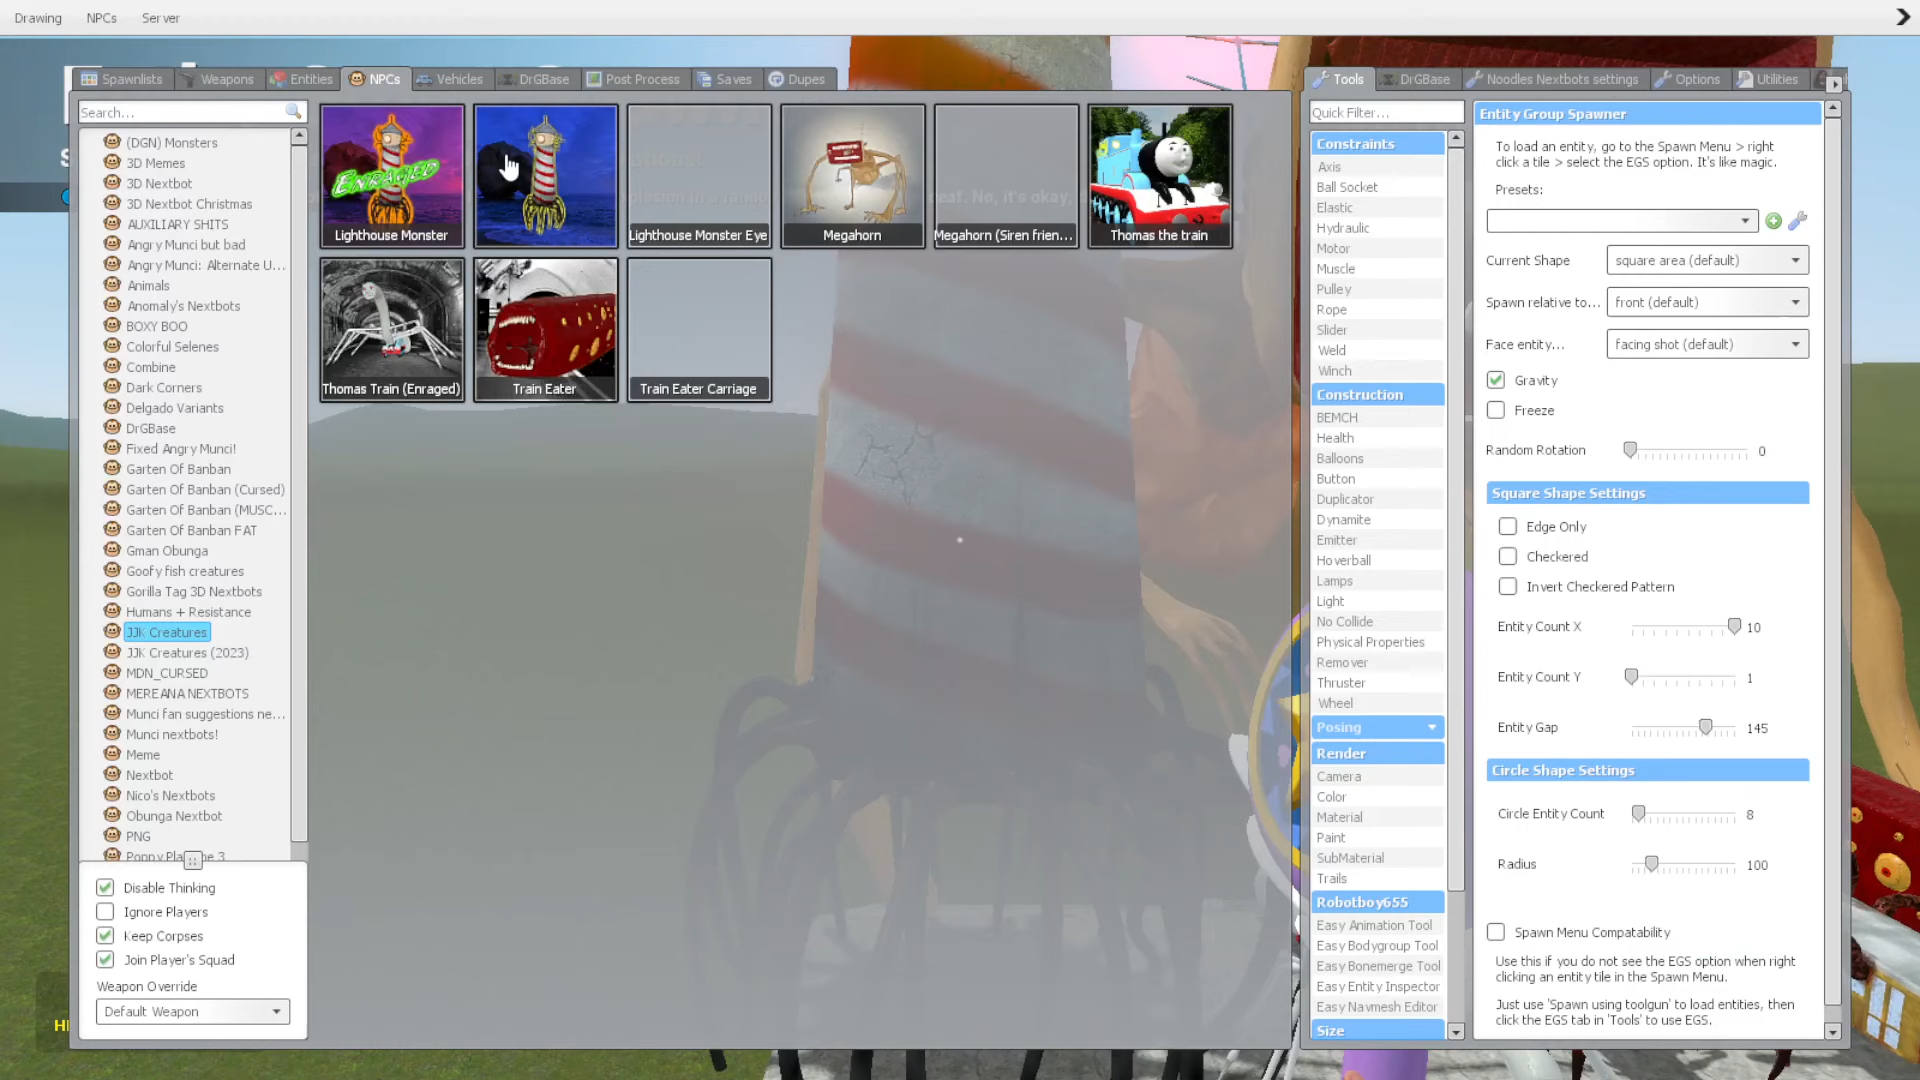 Drawing NPCs Server
Spawnlists Weapons Entities NPCs Vehicles DrGBase Post Process Saves Dupes
Search...
(DGN) Monsters
3D Memes
3D Nextbot
3D Nextbot Christmas
AUXILIARY SHITS
Angry Munci but bad
Angry Munci: Alternate U...
Animals
Anomaly's Nextbots
BOXY BOO
Colorful Selenes
Combine
Dark Corners
Delgado Variants
DrGBase
Fixed Angry Munci!
Garten Of Banban
Garten Of Banban (Cursed)
Garten Of Banban (MUSC...
Garten Of Banban FAT
Gman Obunga
Goofy fish creatures
Gorilla Tag 3D Nextbots
Humans + Resistance
JJK Creatures
JJK Creatures (2023)
MDN_CURSED
MEREANA NEXTBOTS
Munci fan suggestions ne...
Munci nextbots!
Meme
Nextbot
Nico's Nextbots
Obunga Nextbot
PNG
Disable Thinking
Ignore Players
Keep Corpses
Join Player's Squad
Weapon Override
Default Weapon
ENRAGED
Lighthouse Monster
Lighthouse Monster Eye
Megahorn
Megahorn (Siren frien...
Thomas the train
Thomas Train (Enraged)
Train Eater
Train Eater Carriage
Tools DrGBase Noodles Nextbots settings Options Utilities
Quick Filter...
Constraints
Axis
Ball Socket
Elastic
Hydraulic
Motor
Muscle
Pulley
Rope
Slider
Weld
Winch
Construction
BEMCH
Health
Balloons
Button
Duplicator
Dynamite
Emitter
Hoverball
Lamps
Light
No Collide
Physical Properties
Remover
Thruster
Wheel
Posing
Render
Camera
Color
Material
Paint
SubMaterial
Trails
Robotboy655
Easy Animation Tool
Easy Bodygroup Tool
Easy Bonemerge Tool
Easy Entity Inspector
Easy Navmesh Editor
Size
Entity Group Spawner
To load an entity, go to the Spawn Menu > right
click a tile > select the EGS option. It's like magic.
Presets:
Current Shape square area (default)
Spawn relative to... front (default)
Face entity... facing shot (default)
Gravity
Freeze
Random Rotation 0
Square Shape Settings
Edge Only
Checkered
Invert Checkered Pattern
Entity Count X 10
Entity Count Y 1
Entity Gap 145
Circle Shape Settings
Circle Entity Count 8
Radius 100
Spawn Menu Compatability
Use this if you do not see the EGS option when right
clicking an entity tile in the Spawn Menu.
Just use 'Spawn using toolgun' to load entities, then
click the EGS tab in 'Tools' to use EGS.